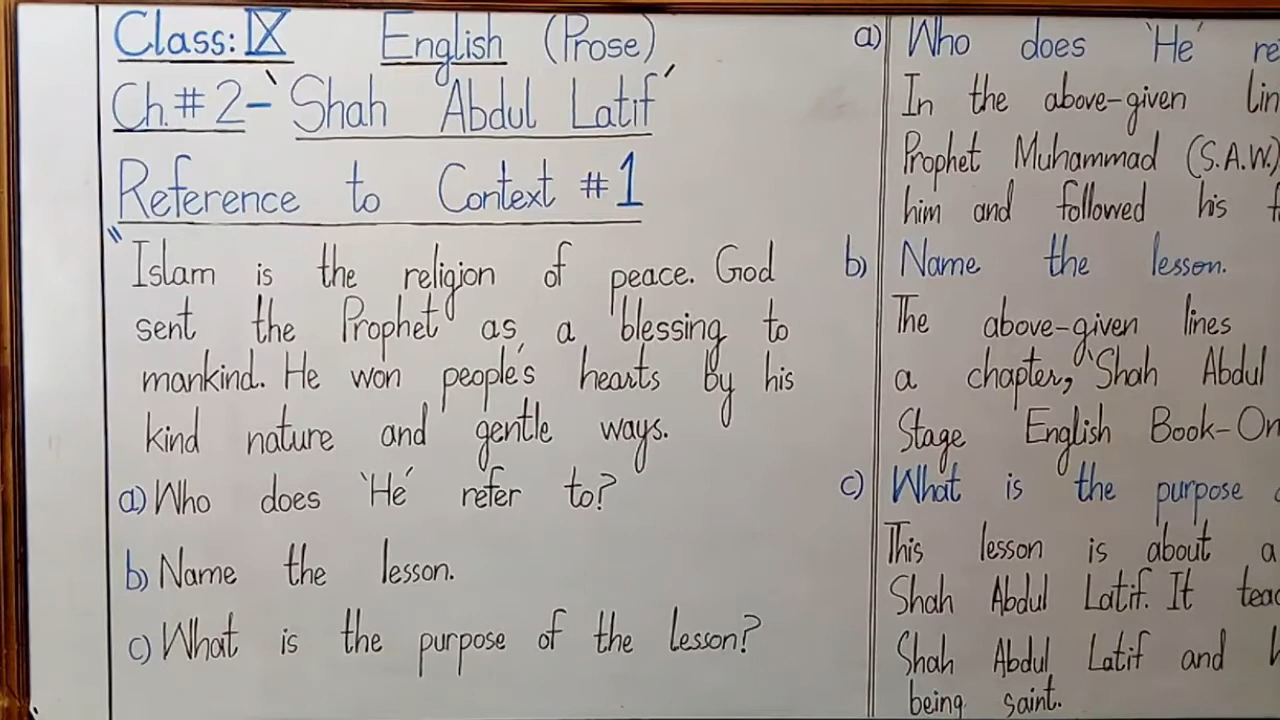 Class: IX English (Prose)
Ch. # 2-‘Shah Abdul Latif’
Reference to Context # 1
“Islam is the religion of peace. God
sent the Prophet as a blessing to
mankind. He won people's hearts by his
kind nature and gentle ways.
a) Who does ‘He’ refer to?
b) Name the lesson.
c) What is the purpose of the lesson?
a) Who does ‘He’ re
In the above-given lin
Prophet Muhammad (S.A.W.)
him and followed his
b) Name the lesson.
The above-given lines
a chapter, ‘Shah Abdul
Stage English Book-On
c) What is the purpose
This lesson is about a
Shah Abdul Latif. It teac
Shah Abdul Latif and h
being saint.